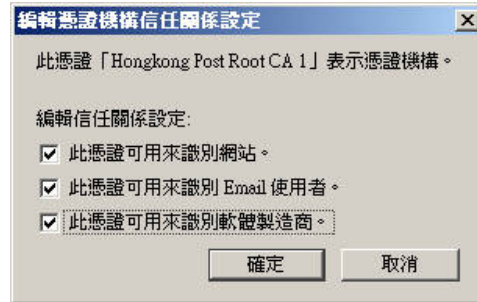 編輯憑證機構信任關係設定
此憑證「Hongkong Post Root CA 1」表示憑證機構。
編輯信任關係設定:
此憑證可用來識別網站。
此憑證可用來識別 Email 使用者。
此憑證可用來識別軟體製造商。
確定
取消